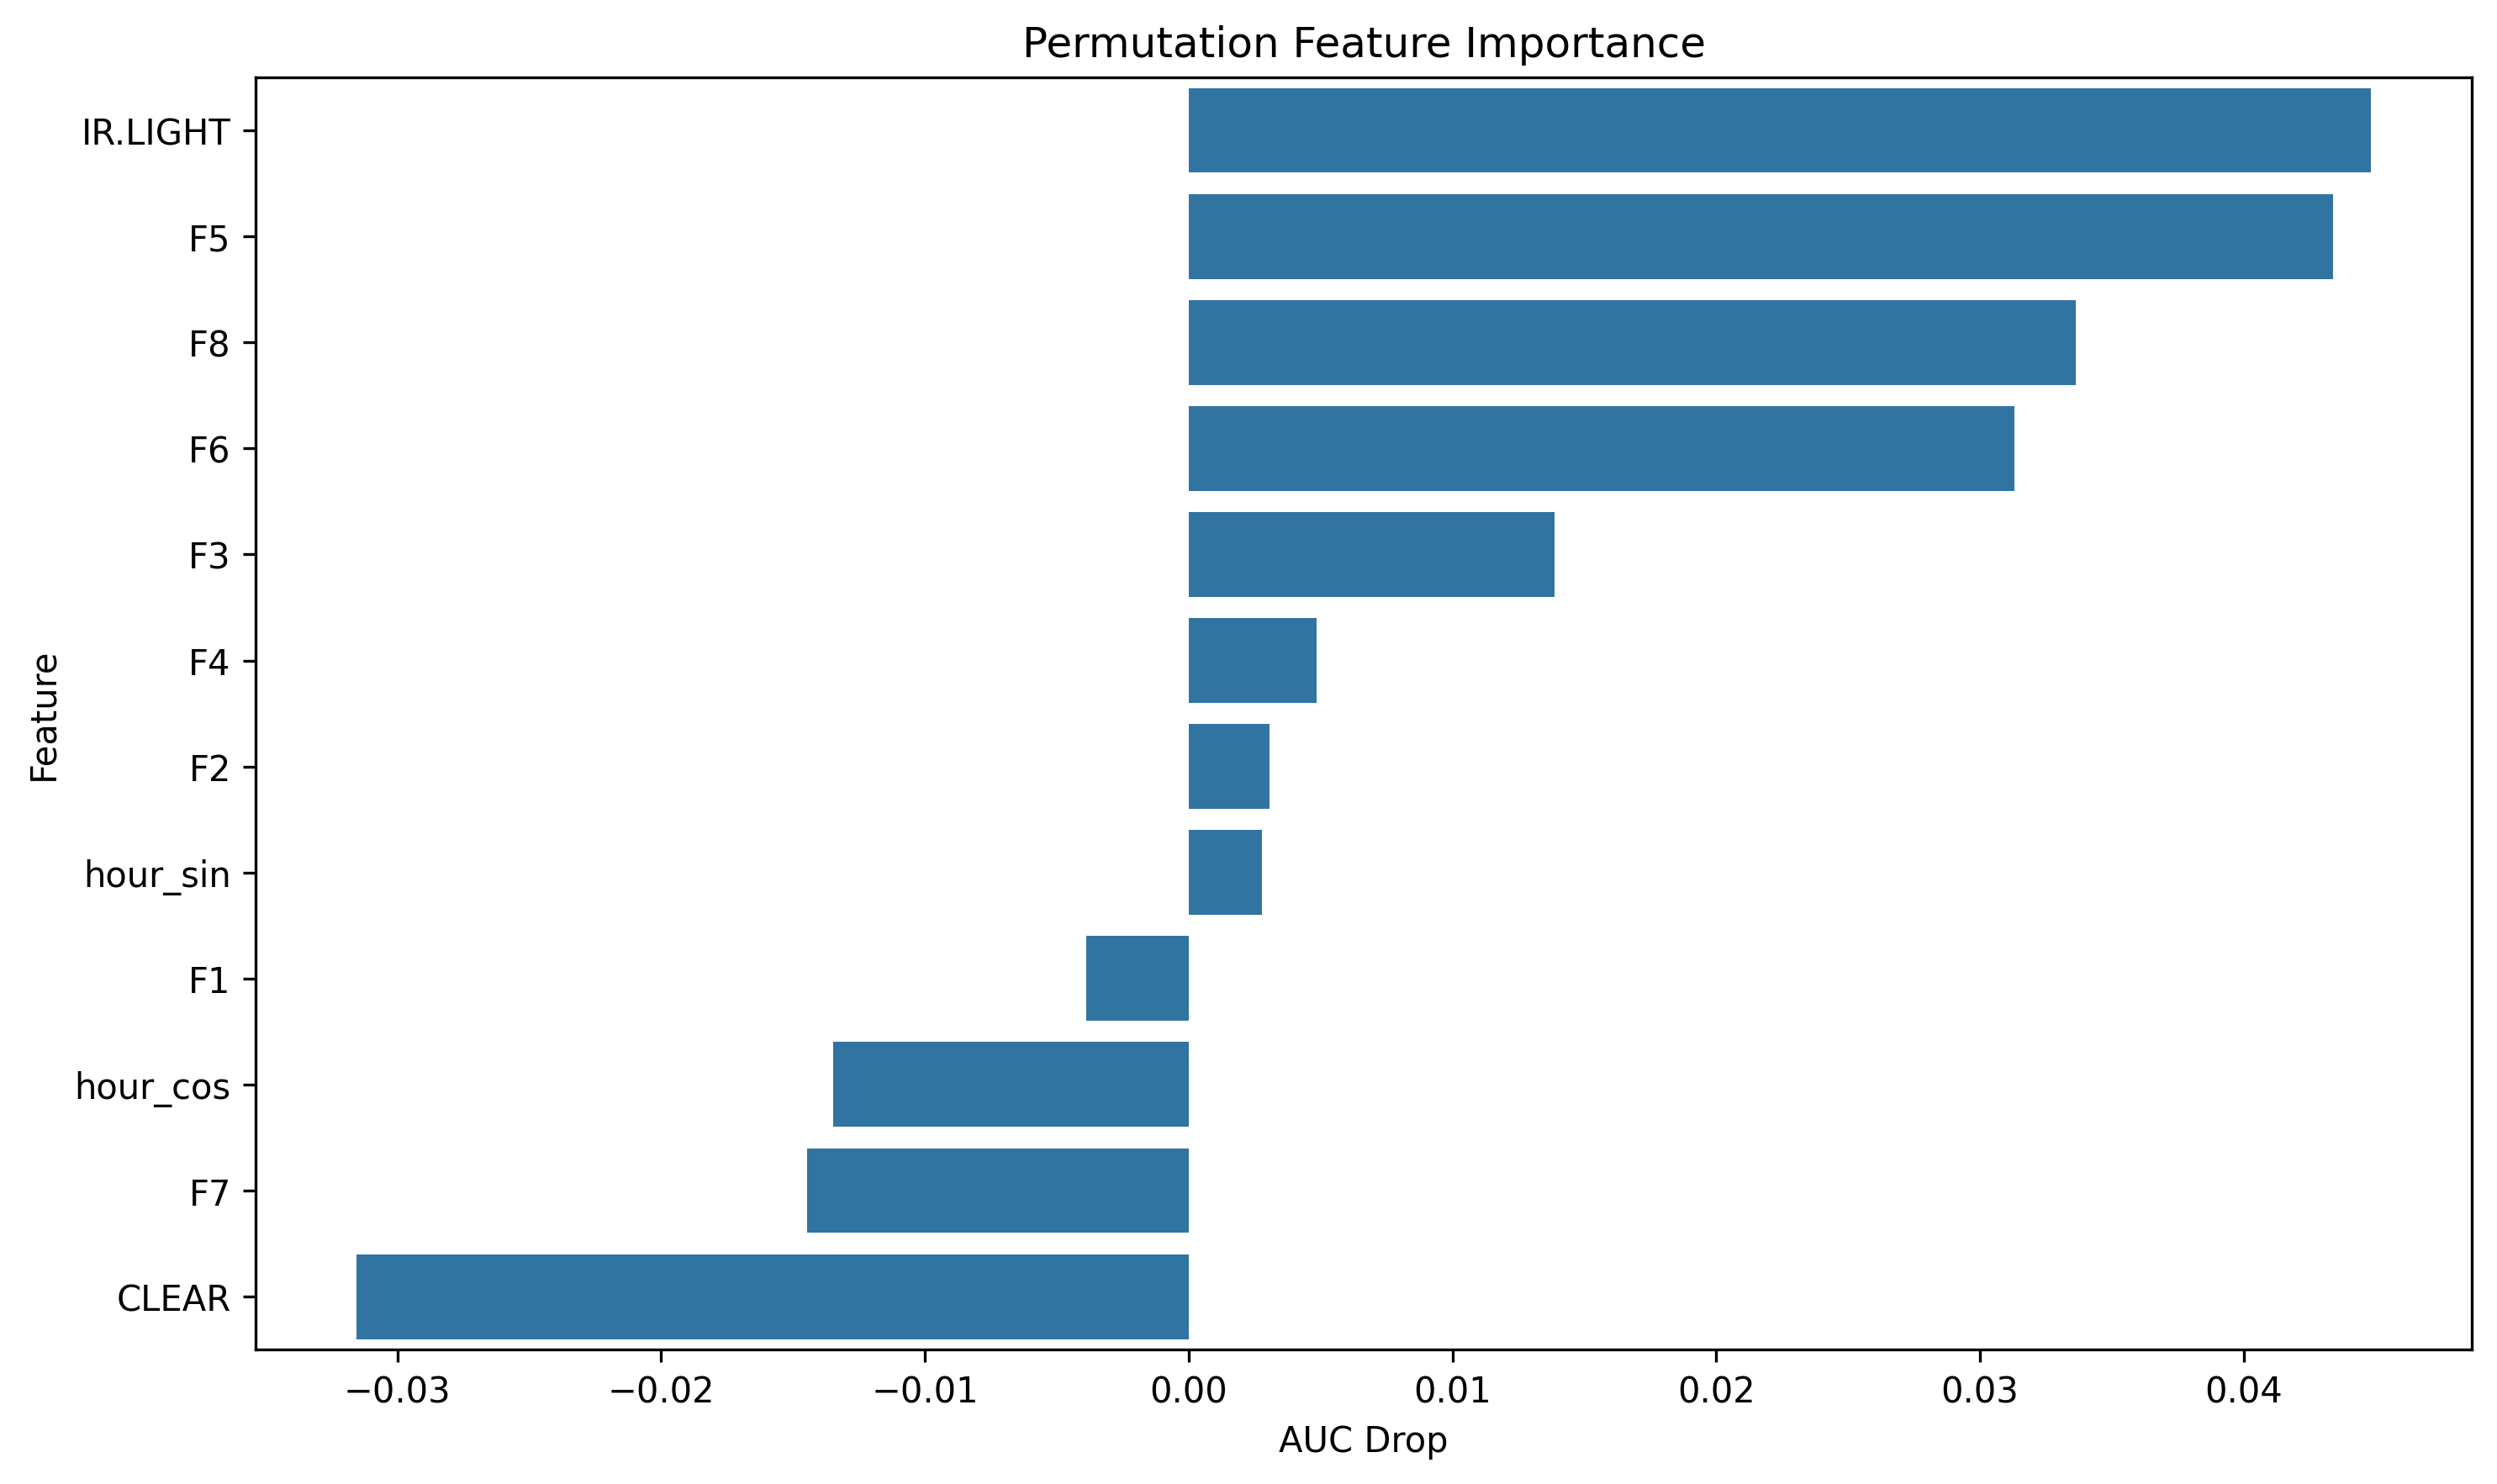 Permutation Feature Importance
IR.LIGHT
F5
F8
F6
F3
F4
F2
hour_sin
F1
hour_cos
F7
CLEAR
Feature
−0.03 −0.02 −0.01 0.00 0.01 0.02 0.03 0.04
AUC Drop